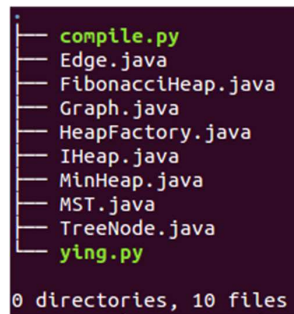 .
├── compile.py
├── Edge.java
├── FibonacciHeap.java
├── Graph.java
├── HeapFactory.java
├── IHeap.java
├── MinHeap.java
├── MST.java
├── TreeNode.java
└── ying.py
0 directories, 10 files